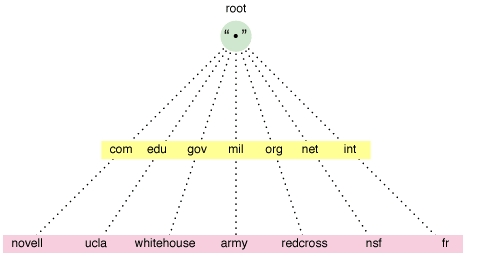 root
“•”
com edu gov mil org net int
novell ucla whitehouse army redcross nsf fr